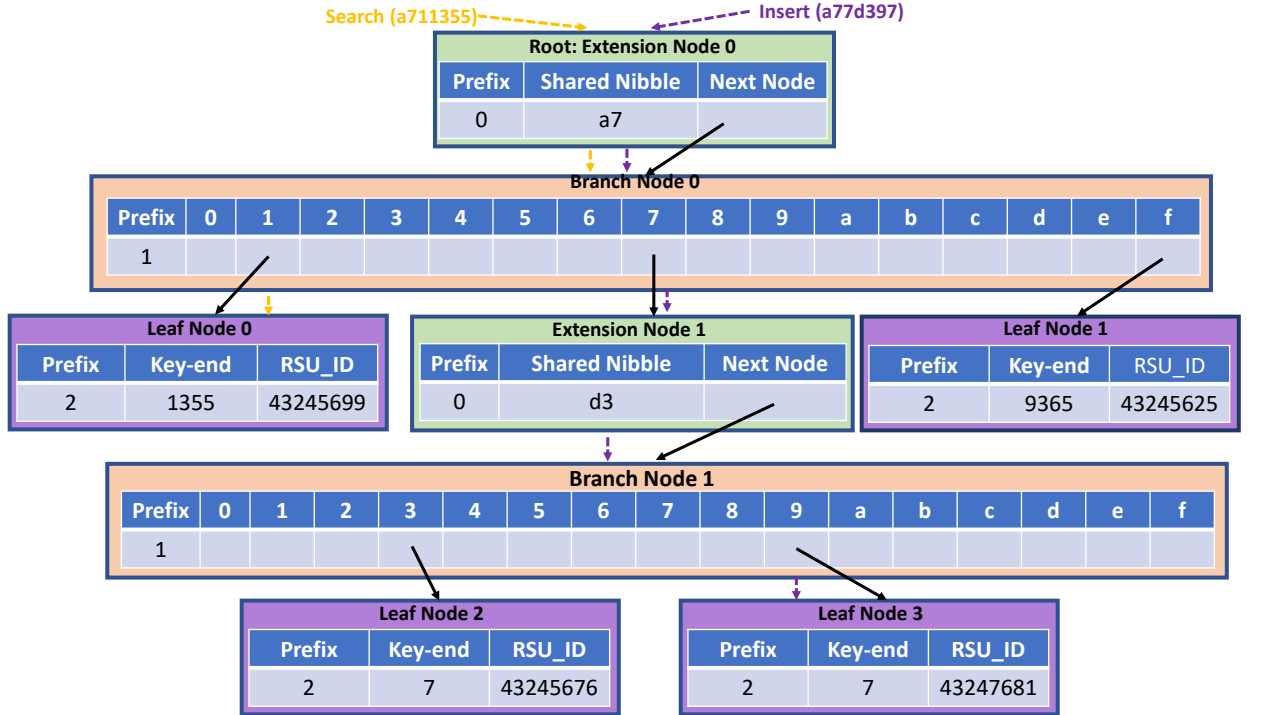 Search (a711355)
Insert (a77d397)
Root: Extension Node 0
Prefix Shared Nibble Next Node
0 a7
Branch Node 0
Prefix 0 1 2 3 4 5 6 7 8 9 a b c d e f
1
Leaf Node 0
Prefix Key-end RSU_ID
2 1355 43245699
Extension Node 1
Prefix Shared Nibble Next Node
0 d3
Leaf Node 1
Prefix Key-end RSU_ID
2 9365 43245625
Branch Node 1
Prefix 0 1 2 3 4 5 6 7 8 9 a b c d e f
1
Leaf Node 2
Prefix Key-end RSU_ID
2 7 43245676
Leaf Node 3
Prefix Key-end RSU_ID
2 7 43247681